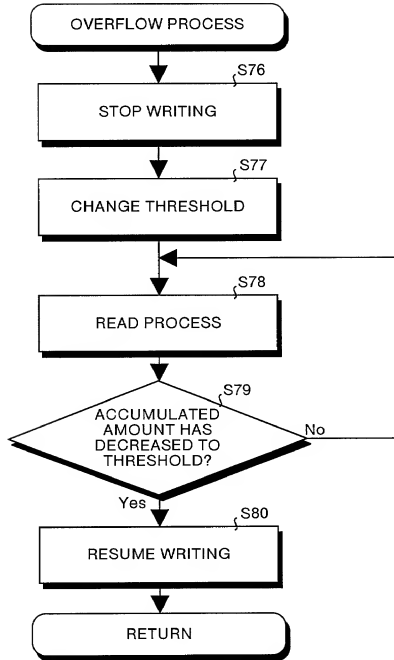 OVERFLOW PROCESS
S76
STOP WRITING
S77
CHANGE THRESHOLD
S78
READ PROCESS
S79
ACCUMULATED
AMOUNT HAS
DECREASED TO
THRESHOLD?
No
Yes
S80
RESUME WRITING
RETURN